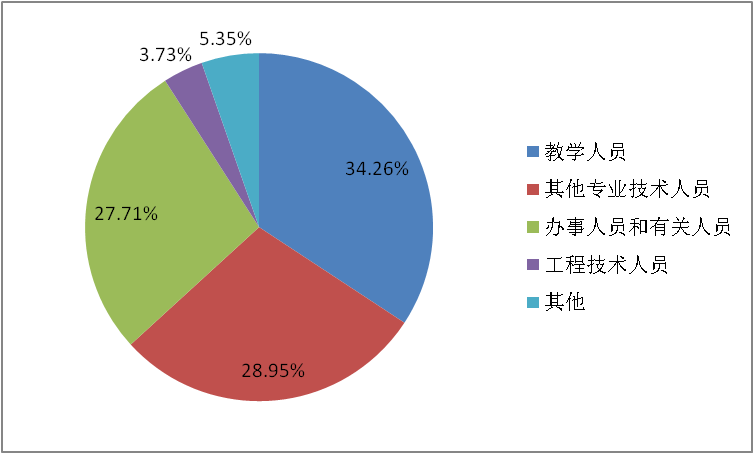 5.35%
3.73%
34.26%
27.71%
28.95%
教学人员
其他专业技术人员
办事人员和有关人员
工程技术人员
其他